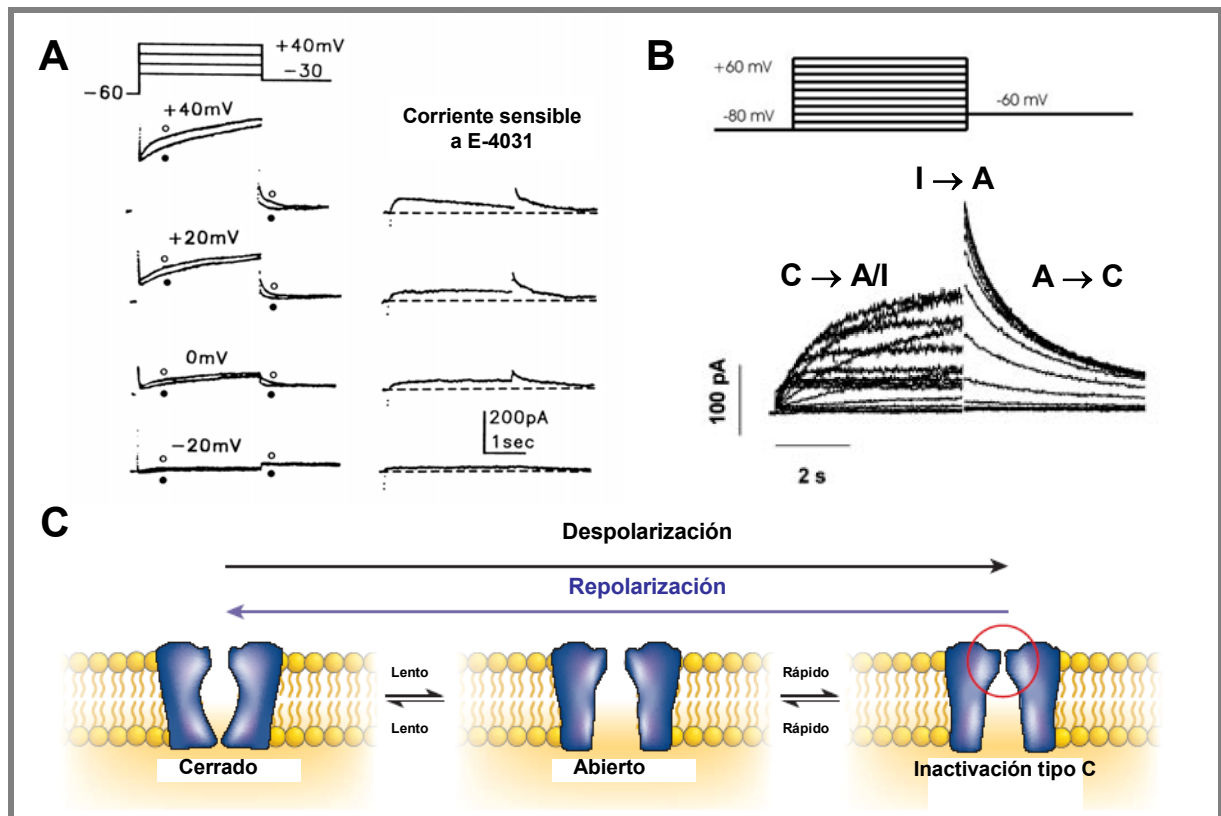 A
+40mV
-30
-60
+40mV
Corriente sensible
a E-4031
+20mV
0mV
200pA
1sec
-20mV
B
+60 mV
-80 mV
-60 mV
I → A
C → A/I
A → C
100 pA
2 s
C
Despolarización
Repolarización
Lento
Lento
Rápido
Rápido
Cerrado
Abierto
Inactivación tipo C